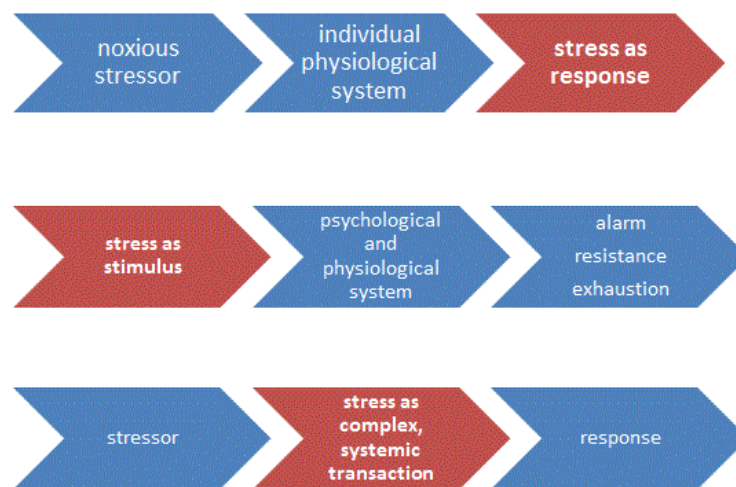 noxious
stressor
individual
physiological
system
stress as
response
stress as
stimulus
psychological
and
physiological
system
alarm
resistance
exhaustion
stressor
stress as
complex,
systemic
transaction
response